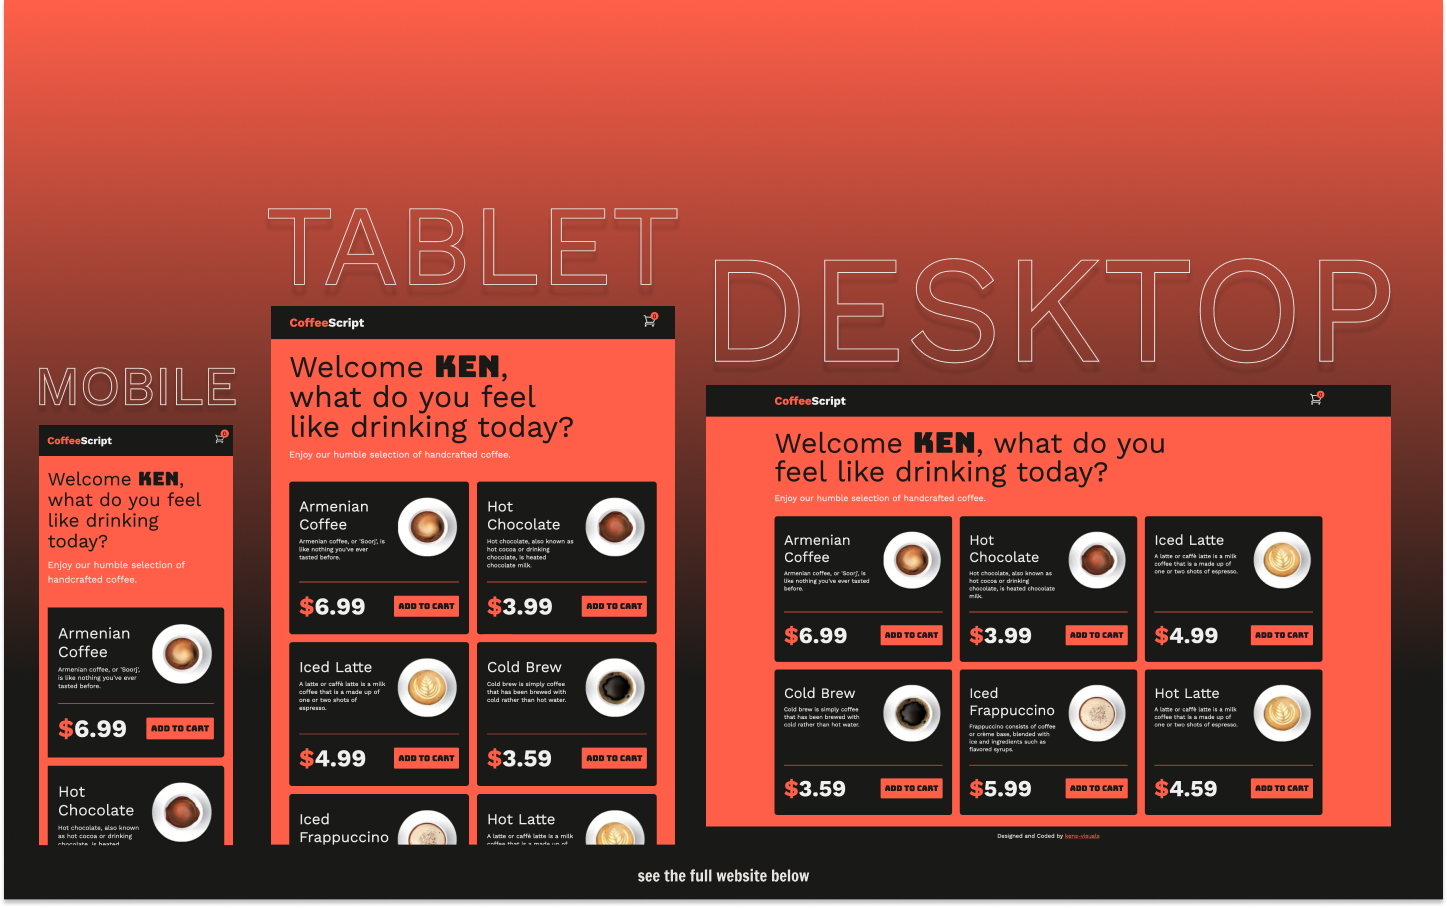 MOBILE
CoffeeScript
0
Welcome KEN,
what do you feel
like drinking
today?
Enjoy our humble selection of
handcrafted coffee.
Armenian
Coffee
Armenian coffee, or 'Soorj',
is like nothing you've ever
tasted before.
$6.99
ADD TO CART
Hot
Chocolate
Hot chocolate, also known
as hot cocoa or drinking
chocolate, is heated
TABLET
CoffeeScript
0
Welcome KEN,
what do you feel
like drinking today?
Enjoy our humble selection of handcrafted coffee.
Armenian
Coffee
Armenian coffee, or 'Soorj', is
like nothing you've ever
tasted before.
$6.99
ADD TO CART
Hot
Chocolate
Hot chocolate, also known as
hot cocoa or drinking
chocolate, is heated
chocolate milk.
$3.99
ADD TO CART
Iced Latte
A latte or caffè latte is a milk
coffee that is a made up of
one or two shots of
espresso.
$4.99
ADD TO CART
Cold Brew
Cold brew is simply coffee
that has been brewed with
cold rather than hot water.
$3.59
ADD TO CART
Iced
Frappuccino
Hot Latte
A latte or caffè latte is a milk
coffee that is a made up of
DESKTOP
CoffeeScript
0
Welcome KEN, what do you
feel like drinking today?
Enjoy our humble selection of handcrafted coffee.
Armenian
Coffee
Armenian coffee, or 'Soorj', is
like nothing you've ever tasted
before.
$6.99
ADD TO CART
Hot
Chocolate
Hot chocolate, also known as
hot cocoa or drinking
chocolate, is heated chocolate
milk.
$3.99
ADD TO CART
Iced Latte
A latte or caffè latte is a milk
coffee that is a made up of
one or two shots of espresso.
$4.99
ADD TO CART
Cold Brew
Cold brew is simply coffee
that has been brewed with
cold rather than hot water.
$3.59
ADD TO CART
Iced
Frappuccino
Frappuccino consists of coffee
or crème base, blended with
ice and ingredients such as
flavored syrups.
$5.99
ADD TO CART
Hot Latte
A latte or caffè latte is a milk
coffee that is a made up of
one or two shots of espresso.
$4.59
ADD TO CART
Designed and Coded by kens-visuals
see the full website below